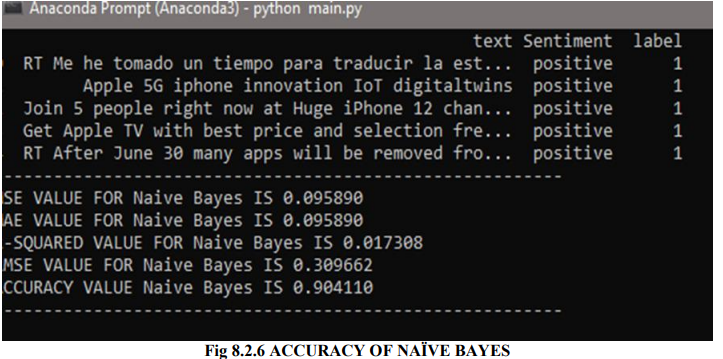 Anaconda Prompt (Anaconda3) - python main.py
text Sentiment label
RT Me he tomado un tiempo para traducir la est... positive 1
Apple 5G iphone innovation IoT digitaltwins positive 1
Join 5 people right now at Huge iPhone 12 chan... positive 1
Get Apple TV with best price and selection fre... positive 1
RT After June 30 many apps will be removed fro... positive 1
--------------------------------------------------------
SE VALUE FOR Naive Bayes IS 0.095890
AE VALUE FOR Naive Bayes IS 0.095890
-SQUARED VALUE FOR Naive Bayes IS 0.017308
MSE VALUE FOR Naive Bayes IS 0.309662
CCURACY VALUE Naive Bayes IS 0.904110
--------------------------------------------------------
Fig 8.2.6 ACCURACY OF NAÏVE BAYES